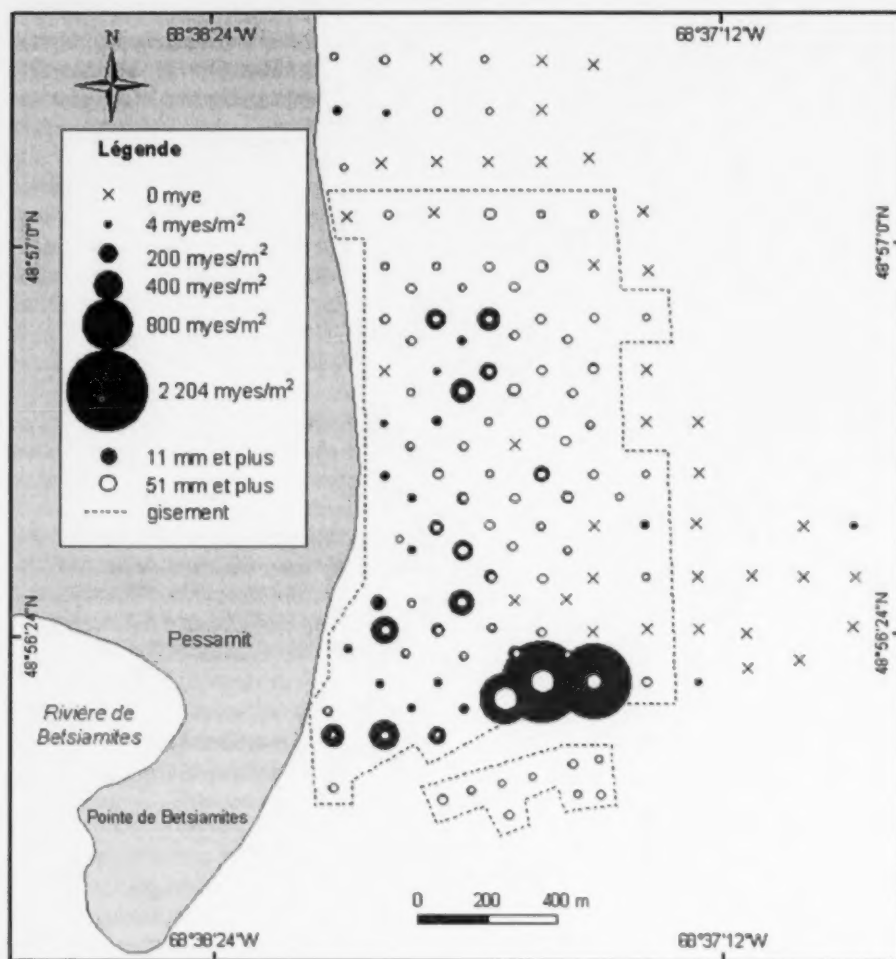 68°38'24"W
68°37'12"W
N
Légende
0 mye
4 myes/m²
200 myes/m²
400 myes/m²
800 myes/m²
2 204 myes/m²
11 mm et plus
51 mm et plus
gisement
48°57'0"N
48°57'0"N
48°56'24"N
48°56'24"N
Pessamit
Rivière de
Betsiamites
Pointe de Betsiamites
0 200 400 m
68°38'24"W
68°37'12"W